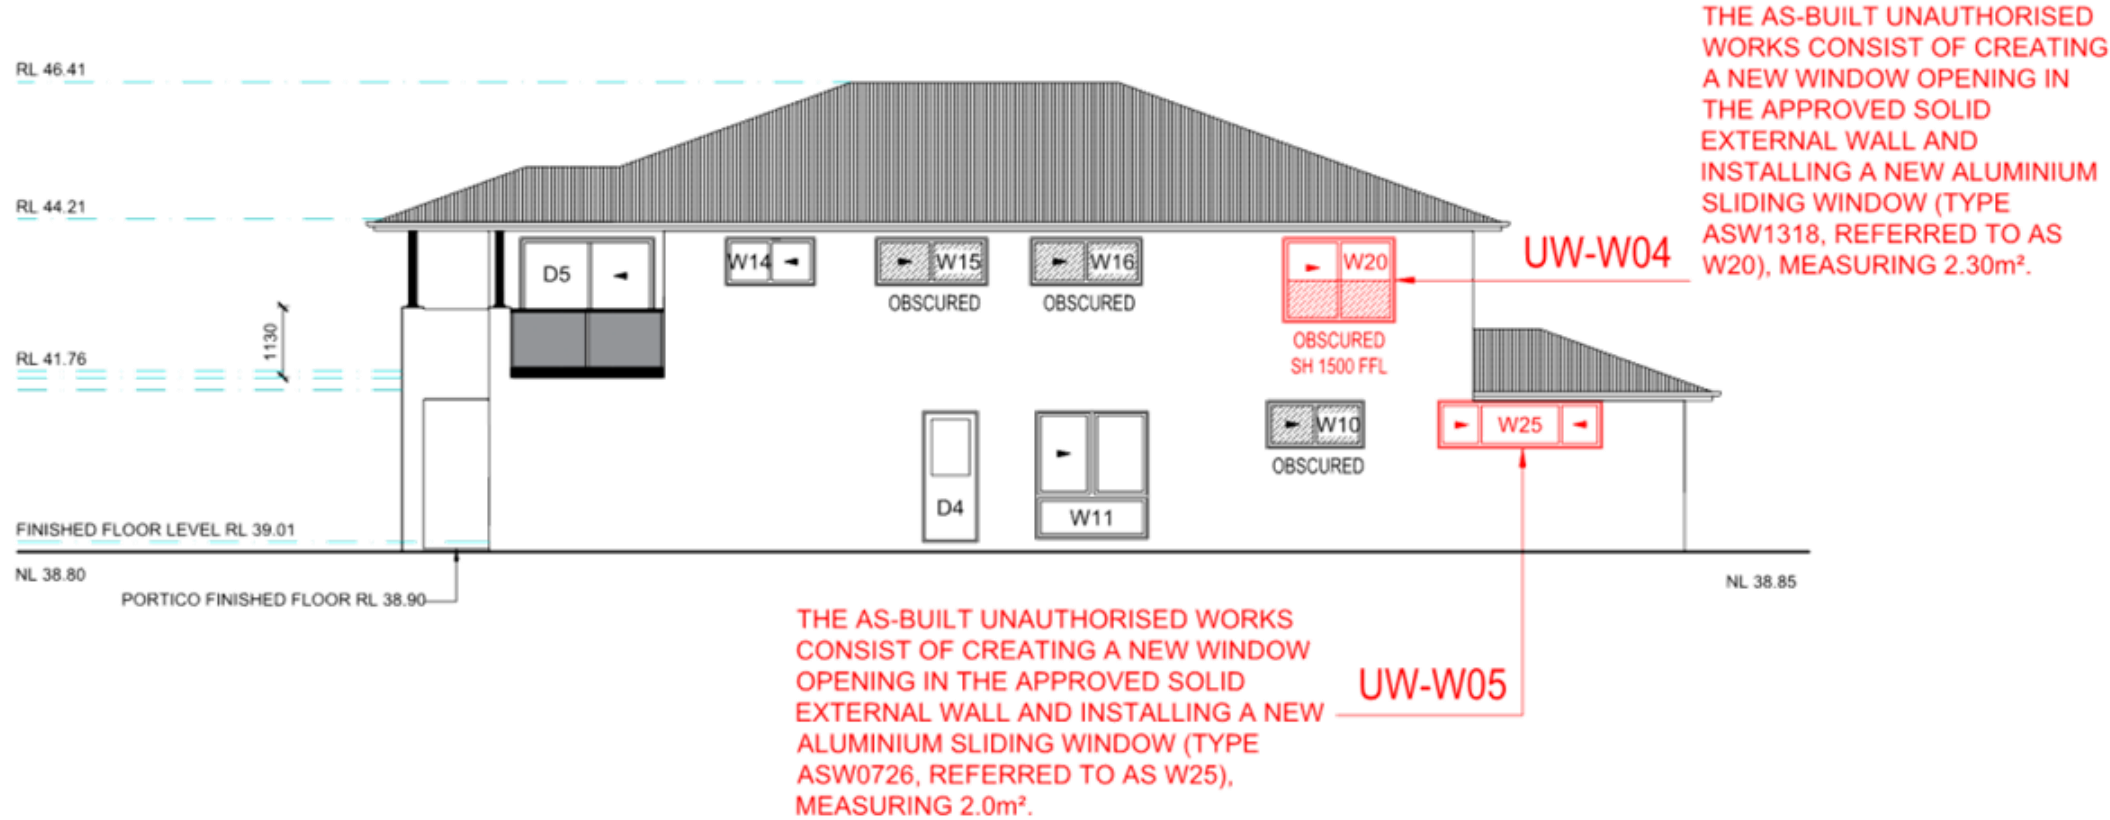 THE AS-BUILT UNAUTHORISED
WORKS CONSIST OF CREATING
A NEW WINDOW OPENING IN
THE APPROVED SOLID
EXTERNAL WALL AND
INSTALLING A NEW ALUMINIUM
SLIDING WINDOW (TYPE
ASW1318, REFERRED TO AS
W20), MEASURING 2.30m².
UW-W04
RL 46.41
RL 44.21
D5
W14
W15
OBSCURED
W16
OBSCURED
W20
OBSCURED
SH 1500 FFL
1130
RL 41.76
W10
OBSCURED
W25
D4
W11
FINISHED FLOOR LEVEL RL 39.01
NL 38.80
PORTICO FINISHED FLOOR RL 38.90
NL 38.85
THE AS-BUILT UNAUTHORISED WORKS
CONSIST OF CREATING A NEW WINDOW
OPENING IN THE APPROVED SOLID
EXTERNAL WALL AND INSTALLING A NEW
ALUMINIUM SLIDING WINDOW (TYPE
ASW0726, REFERRED TO AS W25),
MEASURING 2.0m².
UW-W05